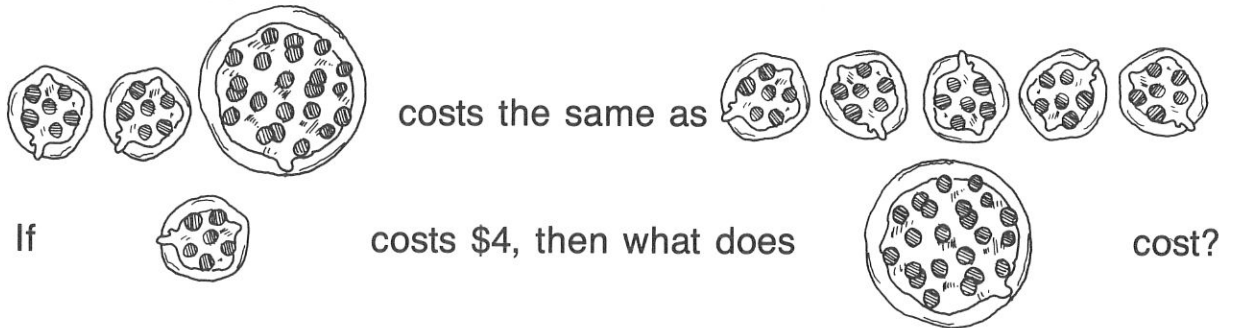 costs the same as
If costs $4, then what does cost?